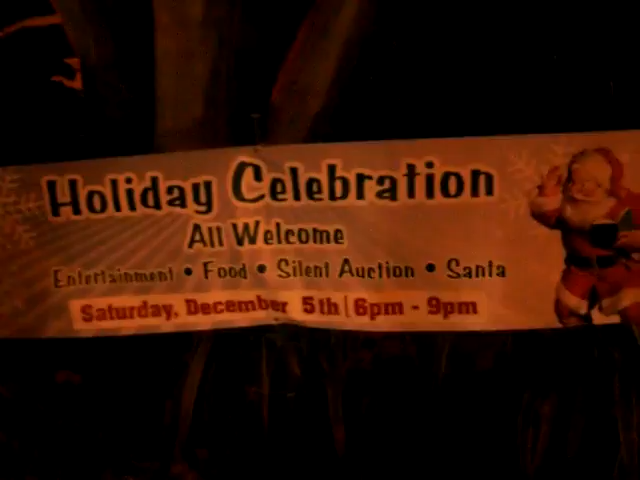 Holiday Celebration
All Welcome
Entertainment • Food • Silent Auction • Santa
Saturday, December 5th | 6pm - 9pm